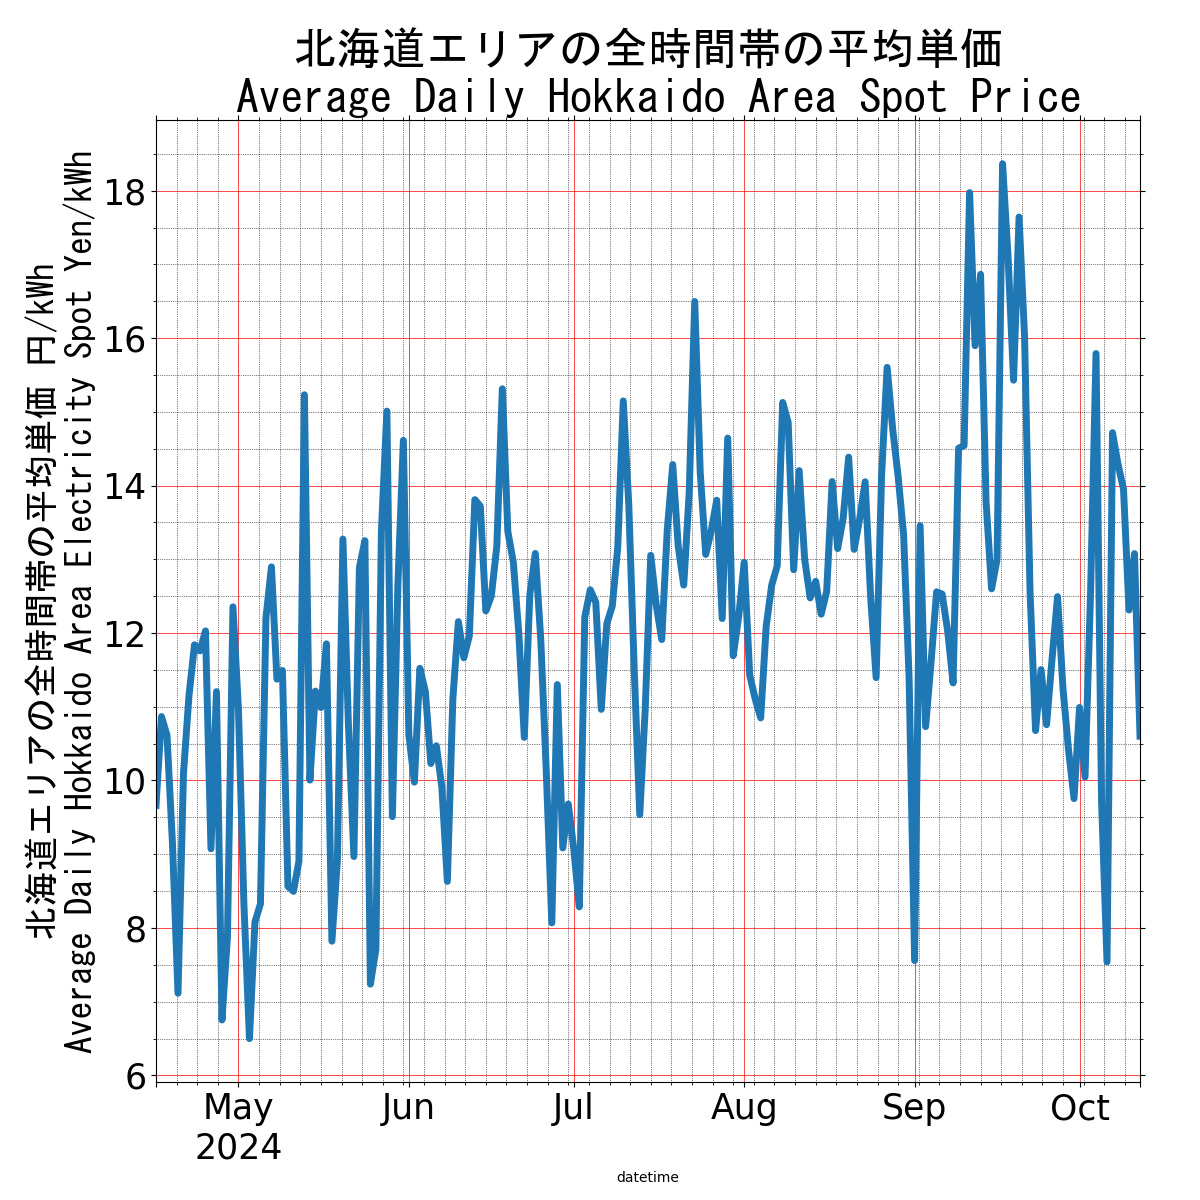 北海道エリアの全時間帯の平均単価
Average Daily Hokkaido Area Spot Price
北海道エリアの全時間帯の平均単価 円/kWh
Average Daily Hokkaido Area Electricity Spot Yen/kWh
18
16
14
12
10
8
6
May
Jun
Jul
Aug
Sep
Oct
2024
datetime